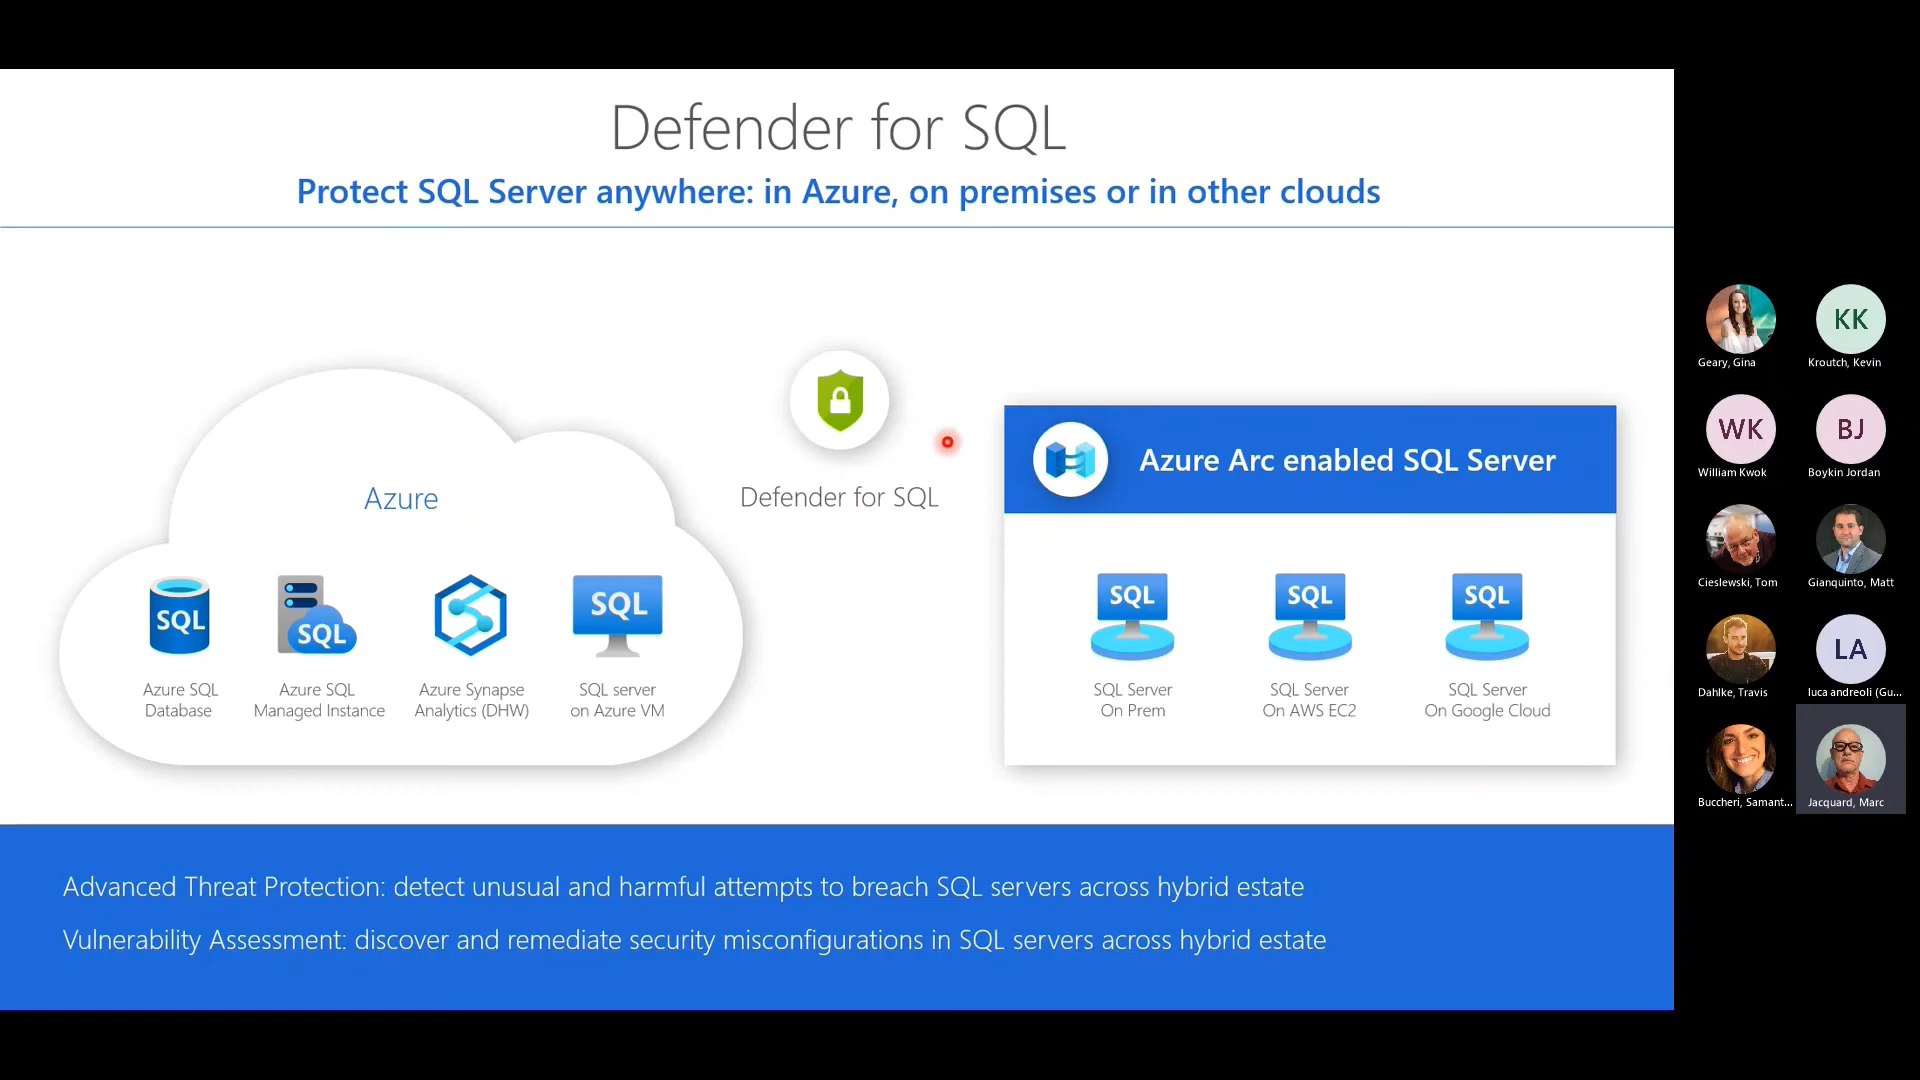 Defender for SQL
Protect SQL Server anywhere: in Azure, on premises or in other clouds
Azure
SQL
SQL
SQL
Azure SQL
Database
Azure SQL
Managed Instance
Azure Synapse
Analytics (DHW)
SQL server
on Azure VM
Defender for SQL
Azure Arc enabled SQL Server
SQL
SQL
SQL
SQL Server
On Prem
SQL Server
On AWS EC2
SQL Server
On Google Cloud
Advanced Threat Protection: detect unusual and harmful attempts to breach SQL servers across hybrid estate
Vulnerability Assessment: discover and remediate security misconfigurations in SQL servers across hybrid estate
KK
Geary, Gina
Kroutch, Kevin
WK
BJ
William Kwok
Boykin Jordan
Cieslewski, Tom
Gianquinto, Matt
LA
Dahlke, Travis
luca andreoli (Gu...
Buccheri, Samant...
Jacquard, Marc